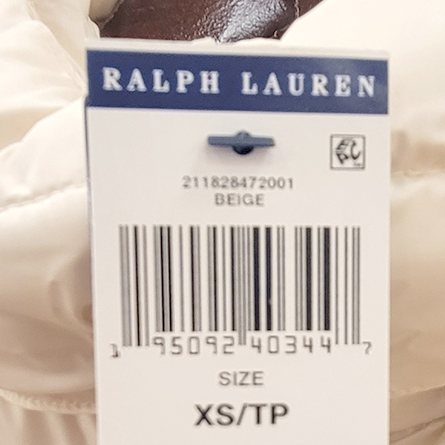 RALPH LAUREN
211828472001
BEIGE
1 95092 40344 7
SIZE
XS/TP